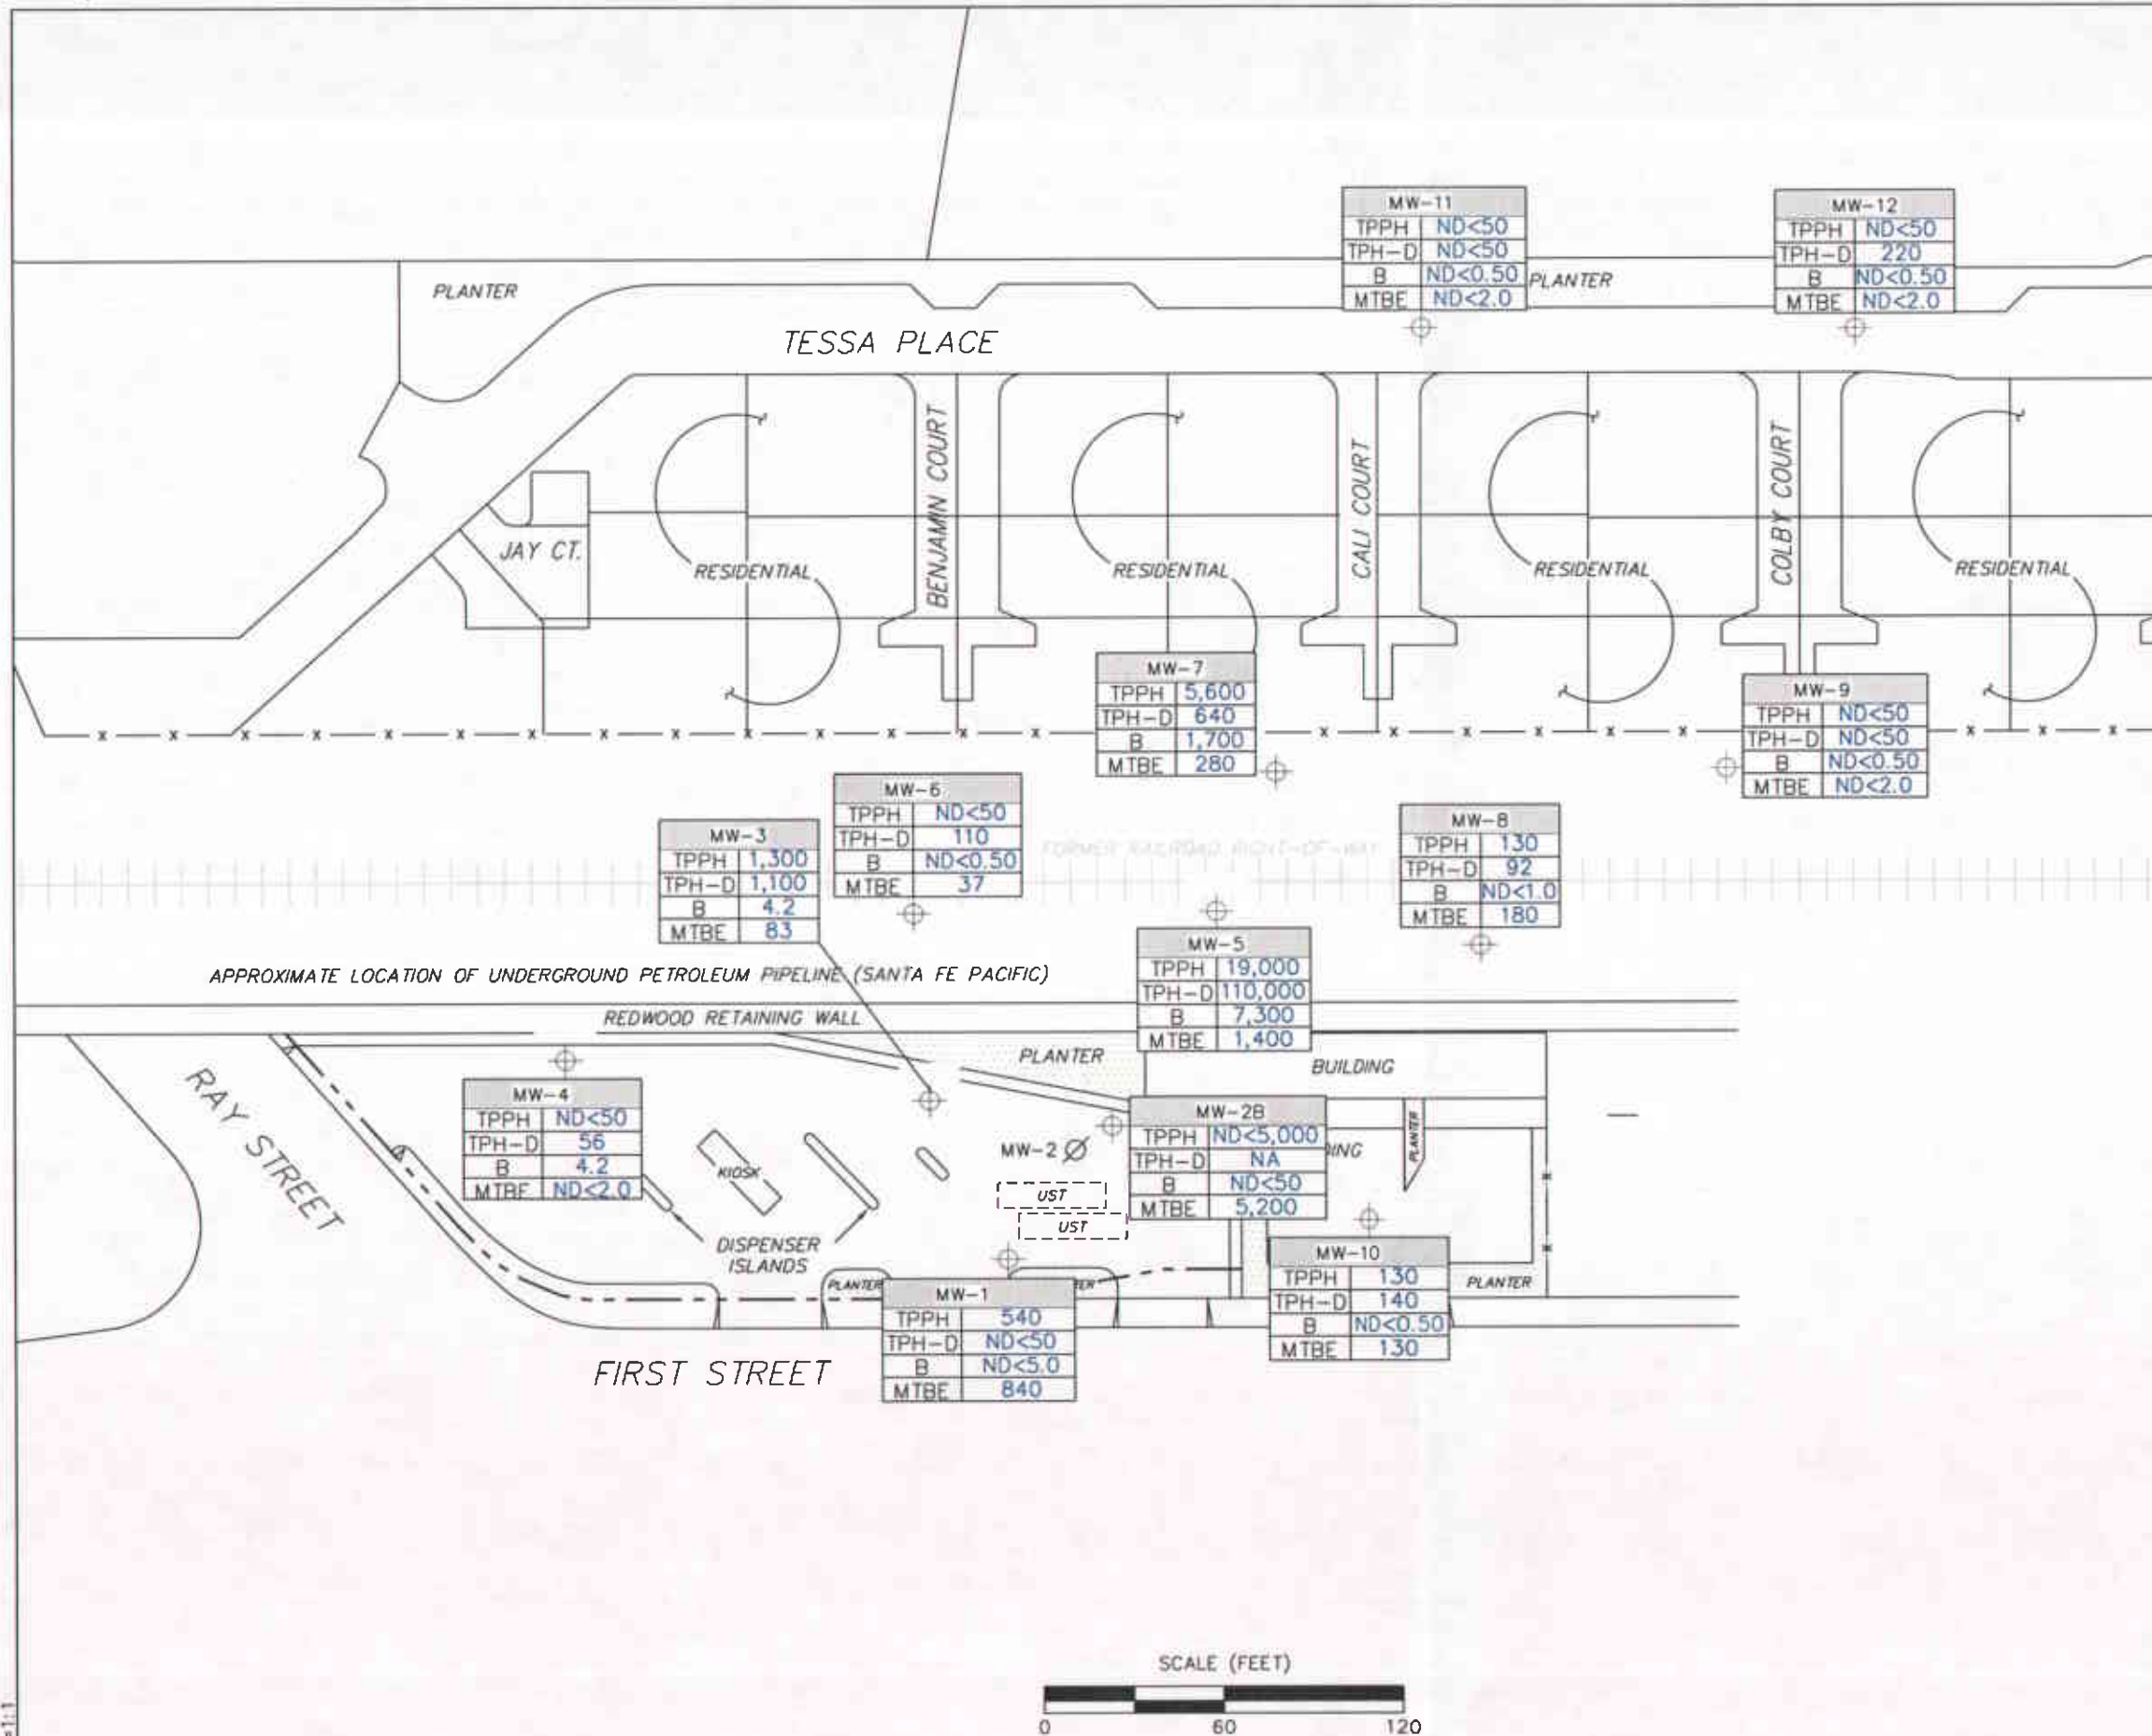 MW-11
TPPH ND<50
TPH-D ND<50
B ND<0.50
MTBE ND<2.0
MW-12
TPPH ND<50
TPH-D 220
B ND<0.50
MTBE ND<2.0
PLANTER
PLANTER
TESSA PLACE
BENJAMIN COURT
CALI COURT
COLBY COURT
JAY CT.
RESIDENTIAL
RESIDENTIAL
RESIDENTIAL
RESIDENTIAL
MW-7
TPPH 5,600
TPH-D 640
B 1,700
MTBE 280
MW-9
TPPH ND<50
TPH-D ND<50
B ND<0.50
MTBE ND<2.0
MW-6
TPPH ND<50
TPH-D 110
B ND<0.50
MTBE 37
MW-3
TPPH 1,300
TPH-D 1,100
B 4.2
MTBE 83
FORMER RAILROAD RIGHT-OF-WAY
MW-8
TPPH 130
TPH-D 92
B ND<1.0
MTBE 180
MW-5
TPPH 19,000
TPH-D 110,000
B 7,300
MTBE 1,400
APPROXIMATE LOCATION OF UNDERGROUND PETROLEUM PIPELINE (SANTA FE PACIFIC)
REDWOOD RETAINING WALL
PLANTER
BUILDING
RAY STREET
MW-4
TPPH ND<50
TPH-D 56
B 4.2
MTBE ND<2.0
KIOSK
MW-2
MW-2B
TPPH ND<5,000
TPH-D NA
B ND<50
MTBE 5,200
ING
PLANTER
UST
UST
DISPENSER
ISLANDS
PLANTER
ER
MW-1
TPPH 540
TPH-D ND<50
B ND<5.0
MTBE 840
MW-10
TPPH 130
TPH-D 140
B ND<0.50
MTBE 130
PLANTER
FIRST STREET
SCALE (FEET)
0 60 120
=1:1